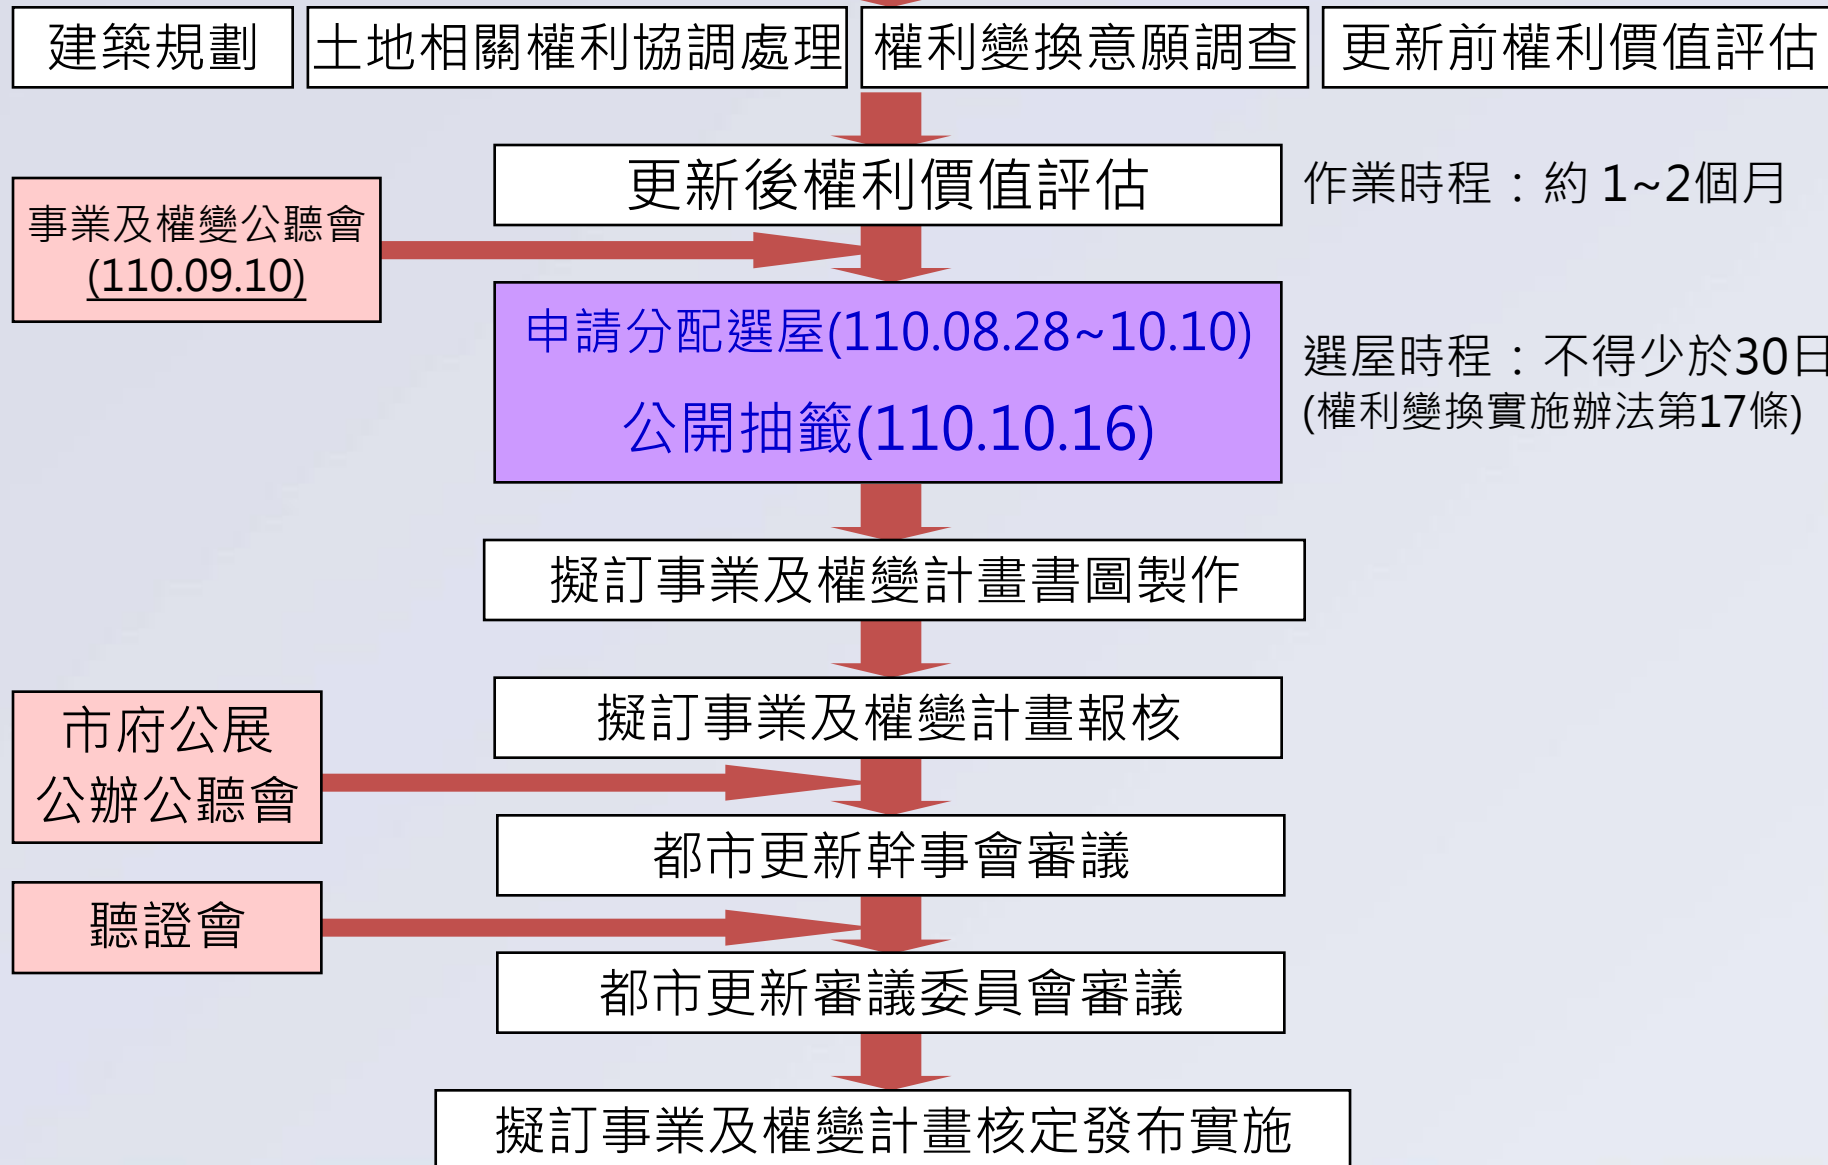 建築規劃
土地相關權利協調處理
權利變換意願調查
更新前權利價值評估
更新後權利價值評估
作業時程：約 1~2個月
事業及權變公聽會
(110.09.10)
申請分配選屋(110.08.28~10.10)
公開抽籤(110.10.16)
選屋時程：不得少於30日
(權利變換實施辦法第17條)
擬訂事業及權變計畫書圖製作
擬訂事業及權變計畫報核
市府公展
公辦公聽會
都市更新幹事會審議
聽證會
都市更新審議委員會審議
擬訂事業及權變計畫核定發布實施